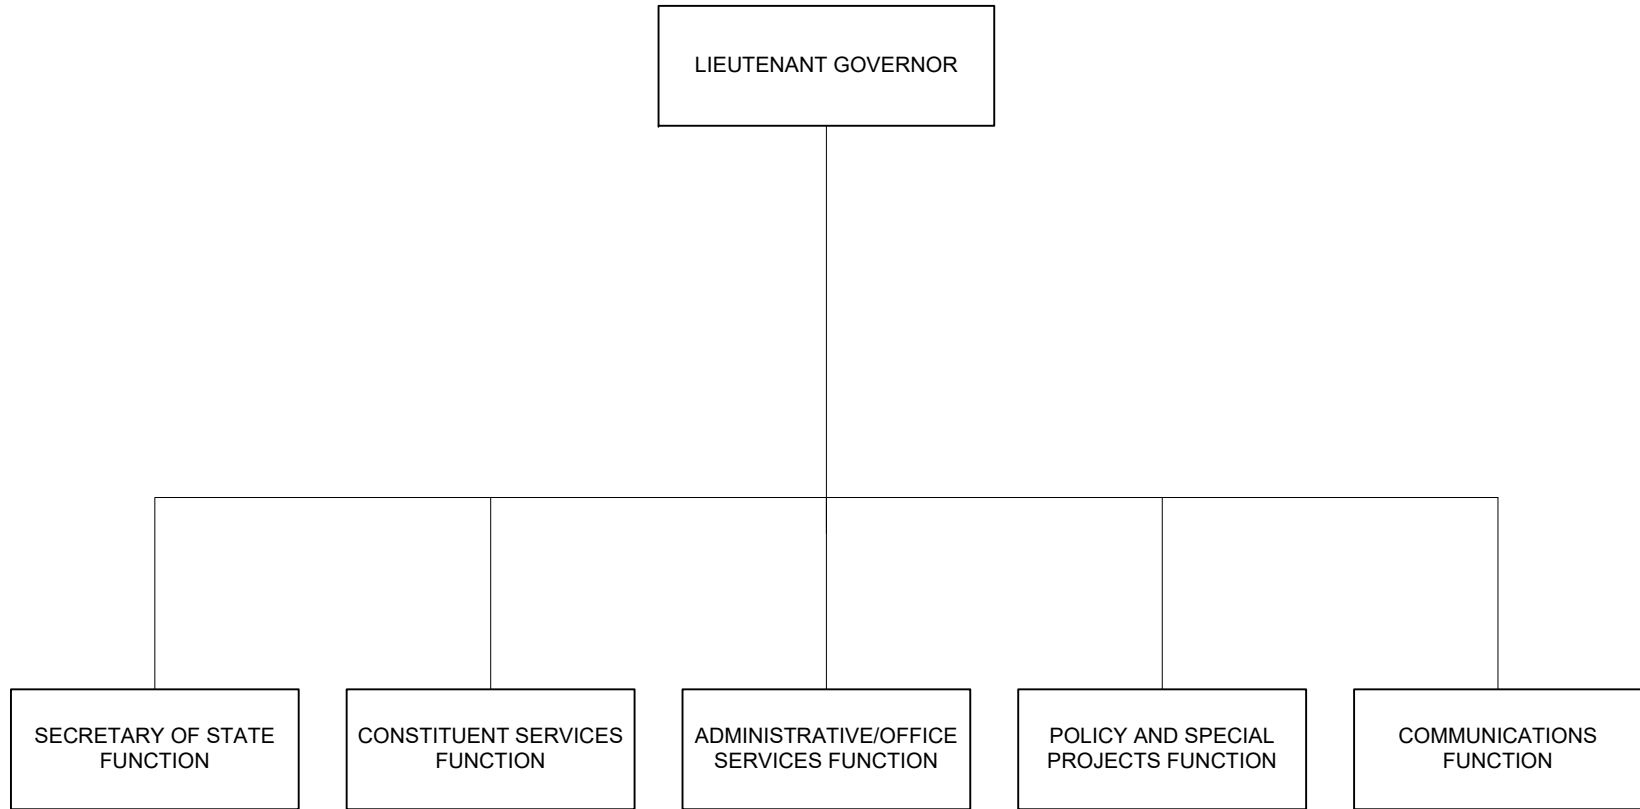 LIEUTENANT GOVERNOR
SECRETARY OF STATE
FUNCTION
CONSTITUENT SERVICES
FUNCTION
ADMINISTRATIVE/OFFICE
SERVICES FUNCTION
POLICY AND SPECIAL
PROJECTS FUNCTION
COMMUNICATIONS
FUNCTION